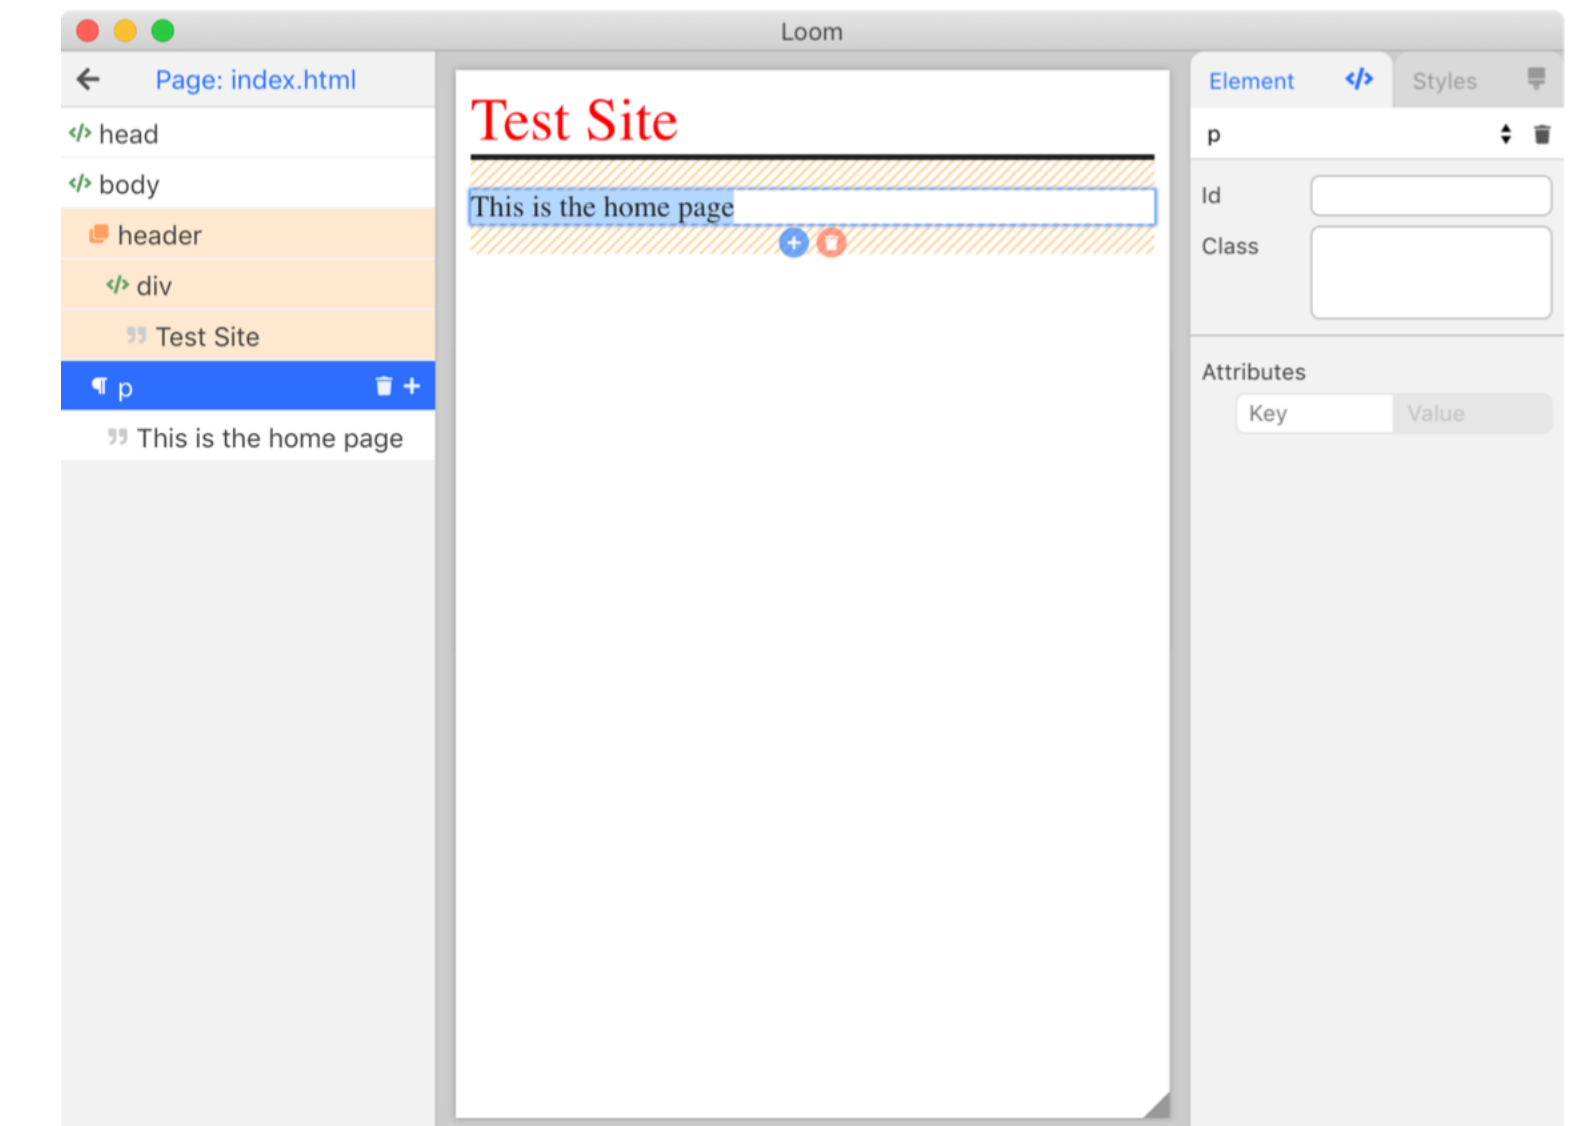 Loom
Page: index.html
head
body
header
div
Test Site
p
This is the home page
Test Site
This is the home page
Element
Styles
p
Id
Class
Attributes
Key Value